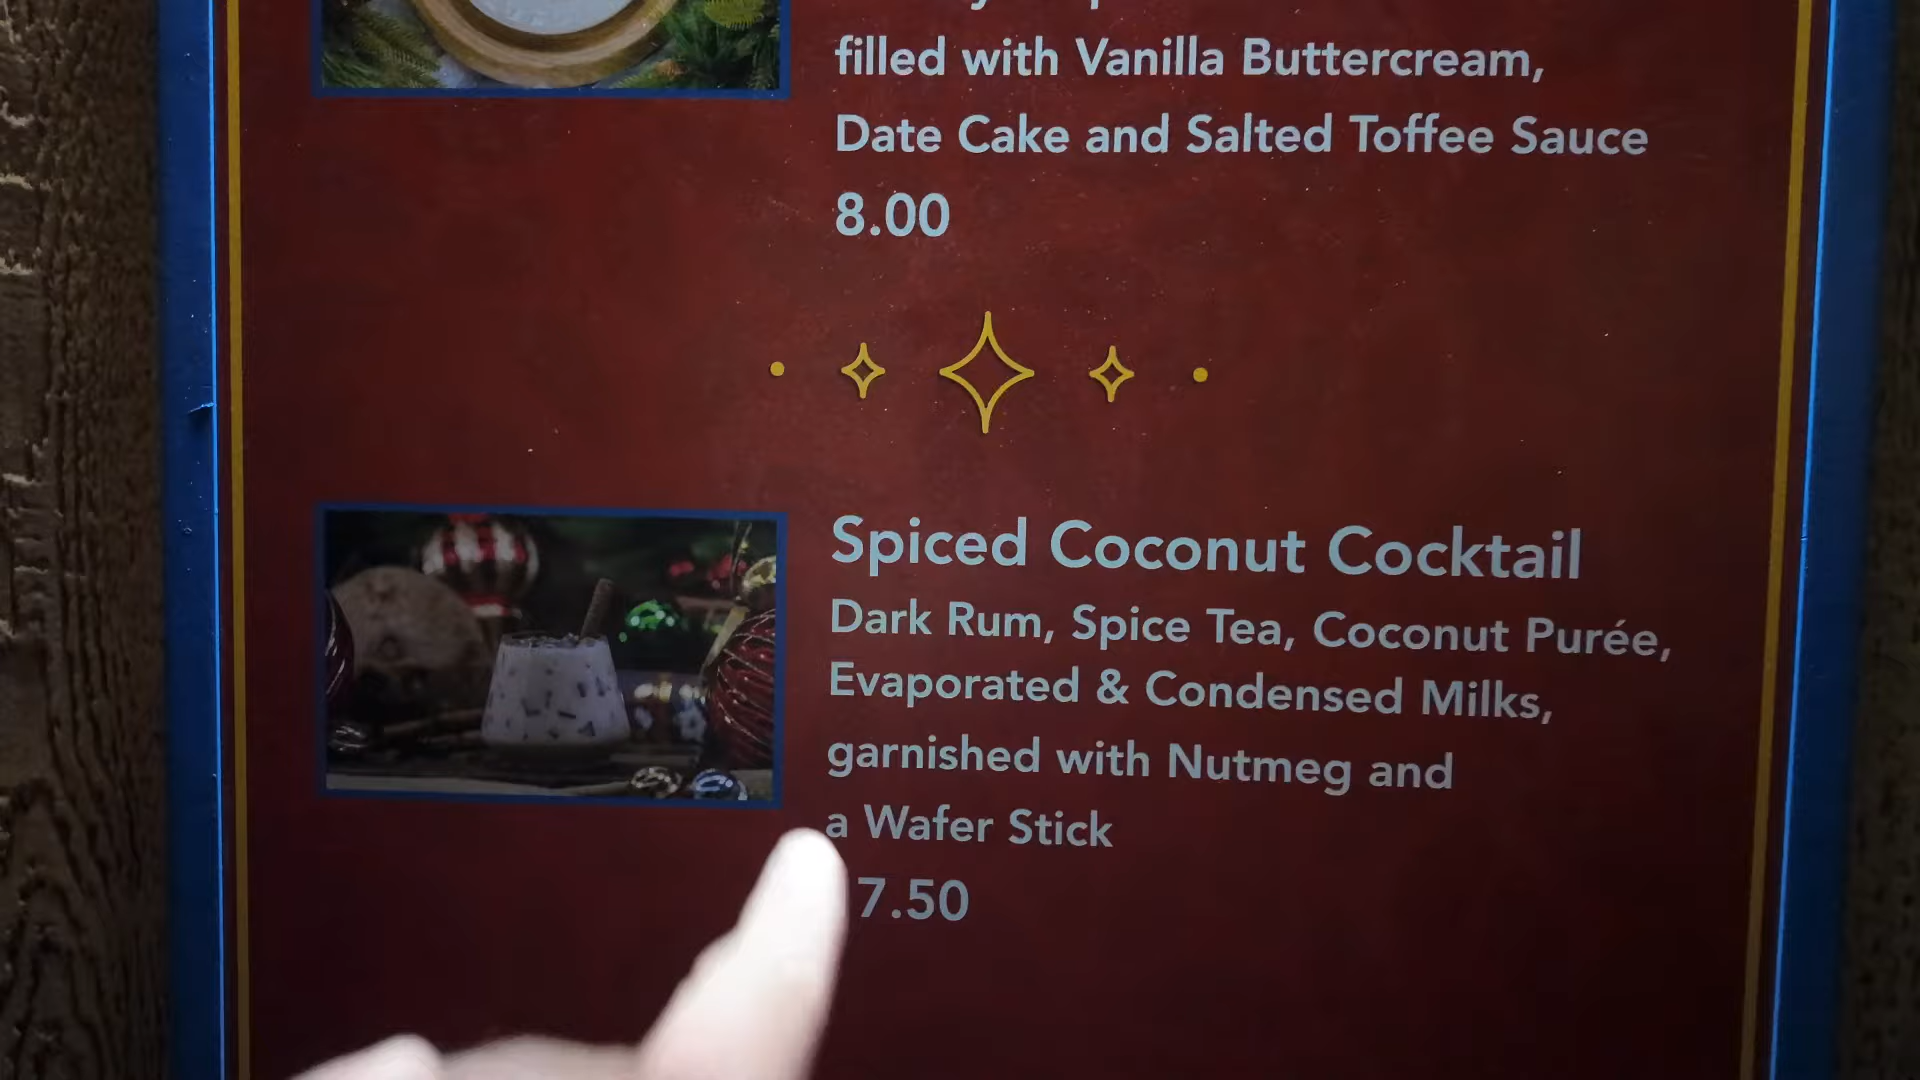 filled with Vanilla Buttercream,
Date Cake and Salted Toffee Sauce
8.00
Spiced Coconut Cocktail
Dark Rum, Spice Tea, Coconut Purée,
Evaporated & Condensed Milks,
garnished with Nutmeg and
a Wafer Stick
7.50